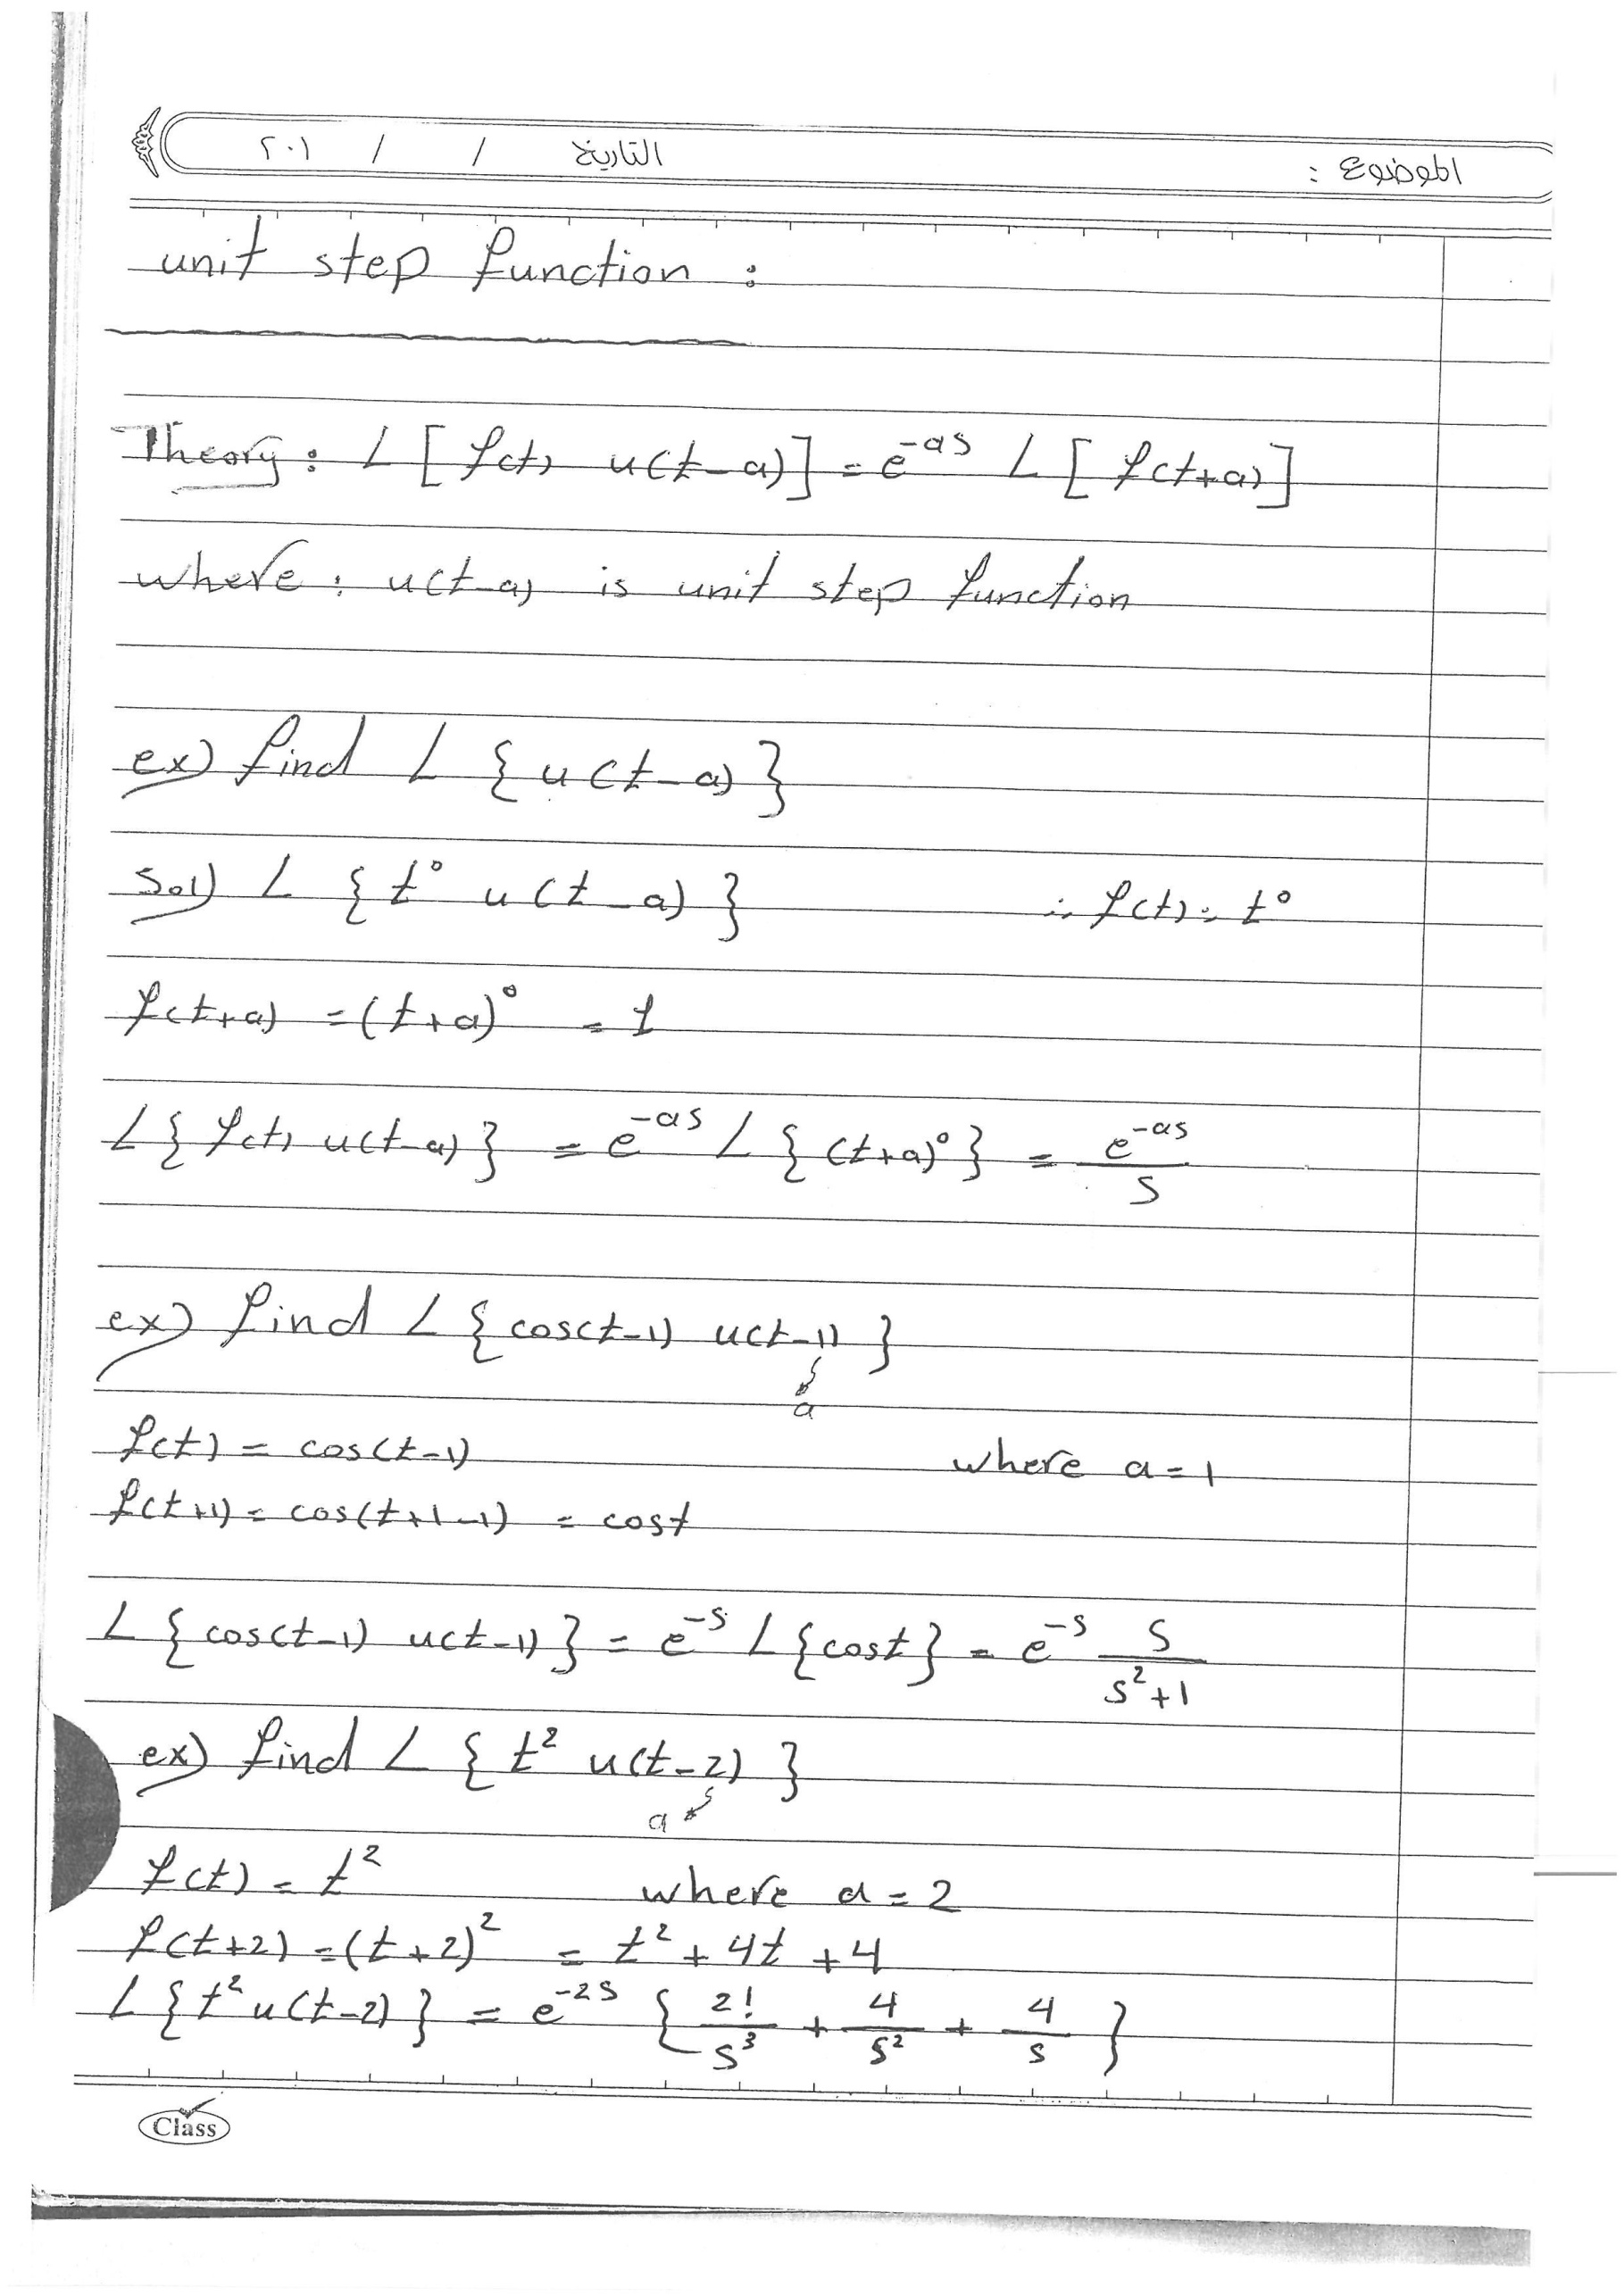 الموضوع : التاريخ / / ٢٠١
unit step function :
Theory : L [ f(t) u(t-a) ] = e^{-as} L [ f(t+a) ]
where : u(t-a) is unit step function
ex) find L { u(t-a) }
Sol) L { t° u(t-a) } ∴ f(t) = t°
f(t+a) = (t+a)° = 1
L { f(t) u(t-a) } = e^{-as} L { (t+a)° } = e^{-as}/s
ex) find L { cos(t-1) u(t-1) }
a
f(t) = cos(t-1) where a=1
f(t+1) = cos(t+1-1) = cost
L { cos(t-1) u(t-1) } = e^{-s} L { cost } = e^{-s} s/(s²+1)
ex) find L { t² u(t-2) }
a
f(t) = t² where a=2
f(t+2) = (t+2)² = t² + 4t + 4
L { t² u(t-2) } = e^{-2s} { 2!/s³ + 4/s² + 4/s }
Class